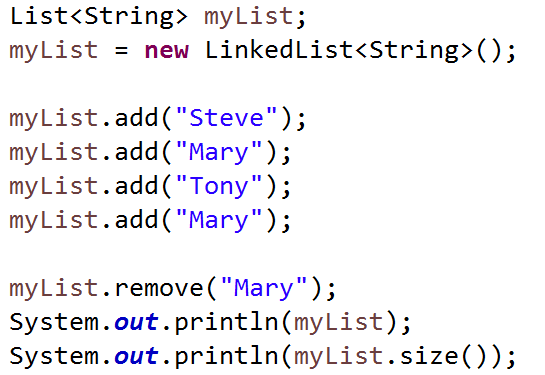 List<String> myList;
myList = new LinkedList<String>();
myList.add("Steve");
myList.add("Mary");
myList.add("Tony");
myList.add("Mary");
myList.remove("Mary");
System.out.println(myList);
System.out.println(myList.size());